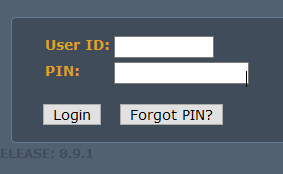 User ID:
PIN:
Login Forgot PIN?
ELEASE: 8.9.1